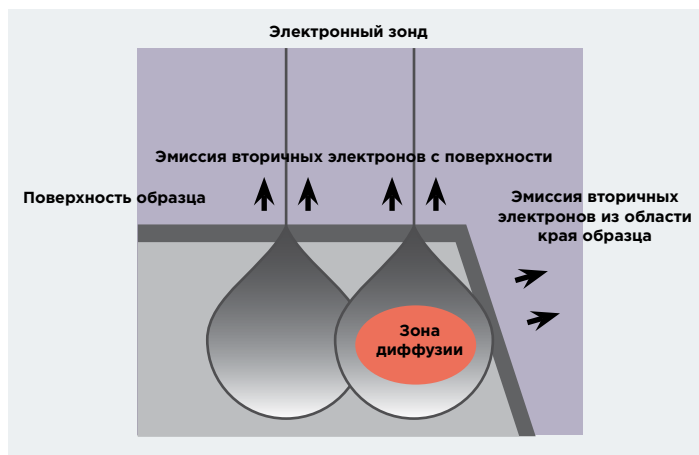 Электронный зонд
Эмиссия вторичных электронов с поверхности
Поверхность образца
Эмиссия вторичных
электронов из области
края образца
Зона
диффузии